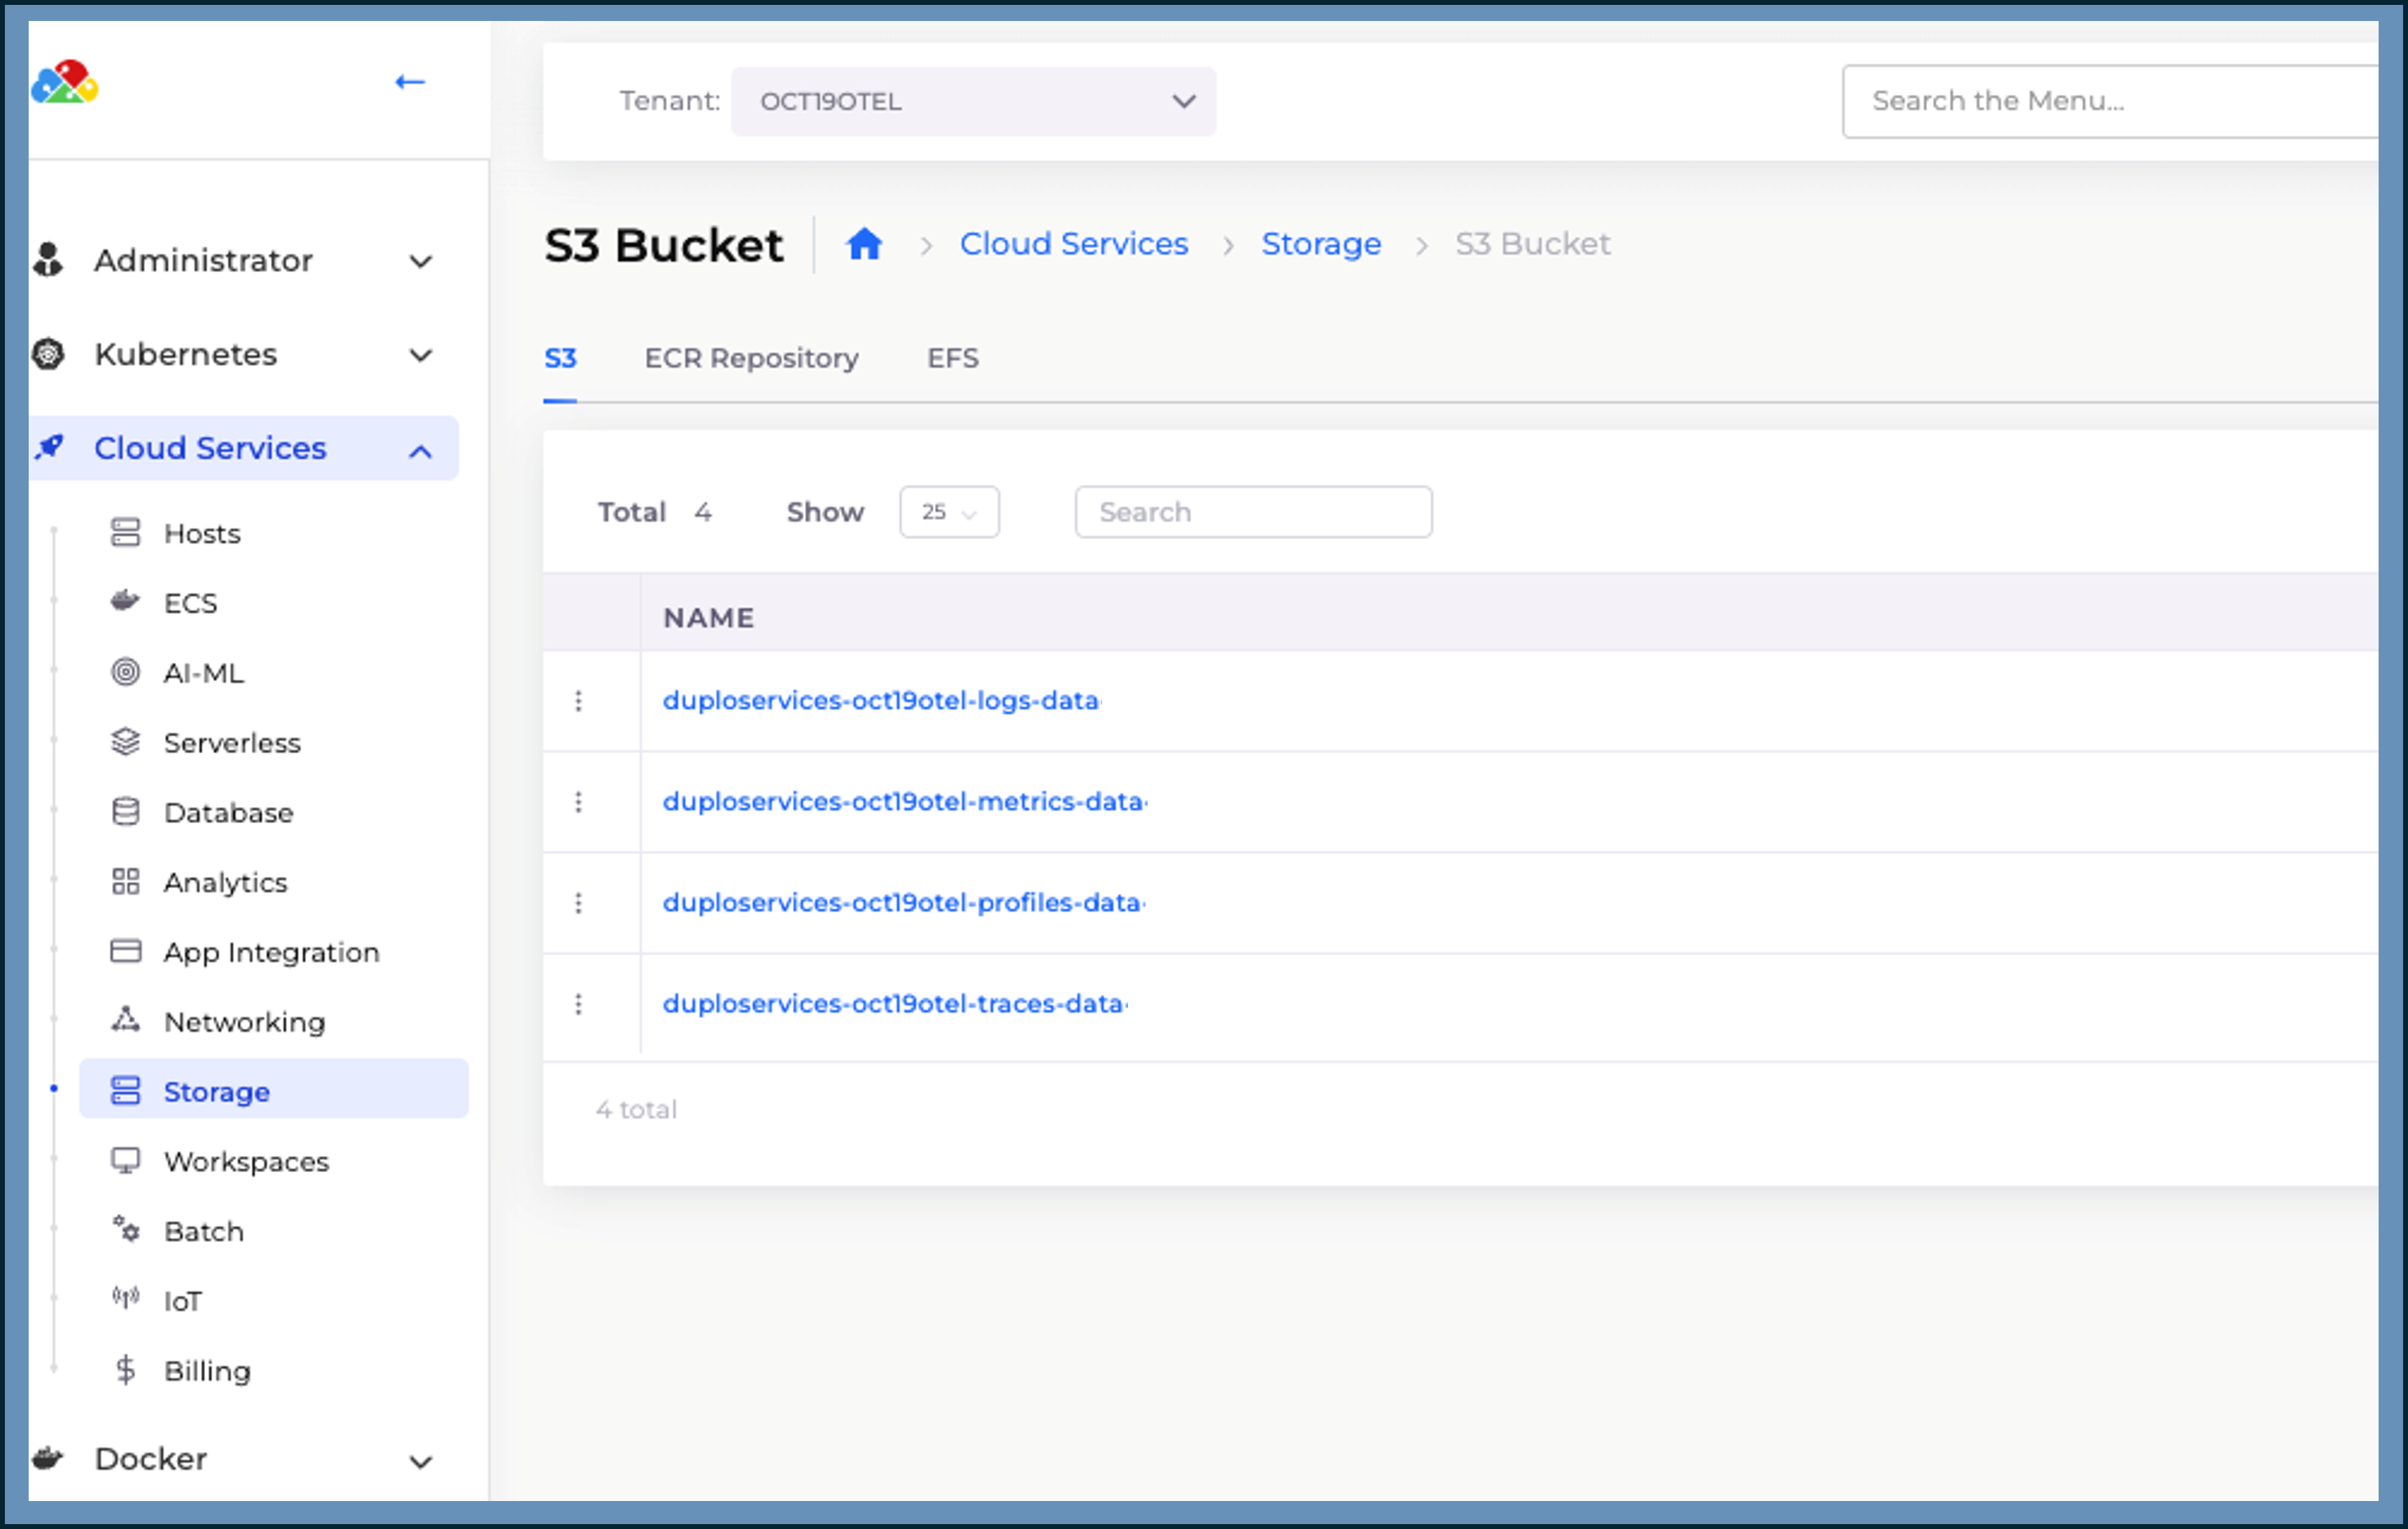 Tenant: OCT19OTEL
Search the Menu...
S3 Bucket
Cloud Services > Storage > S3 Bucket
S3 ECR Repository EFS
Total 4 Show 25 Search
NAME
duploservices-oct19otel-logs-data
duploservices-oct19otel-metrics-data-
duploservices-oct19otel-profiles-data-
duploservices-oct19otel-traces-data-
4 total
Administrator
Kubernetes
Cloud Services
Hosts
ECS
AI-ML
Serverless
Database
Analytics
App Integration
Networking
Storage
Workspaces
Batch
IoT
Billing
Docker